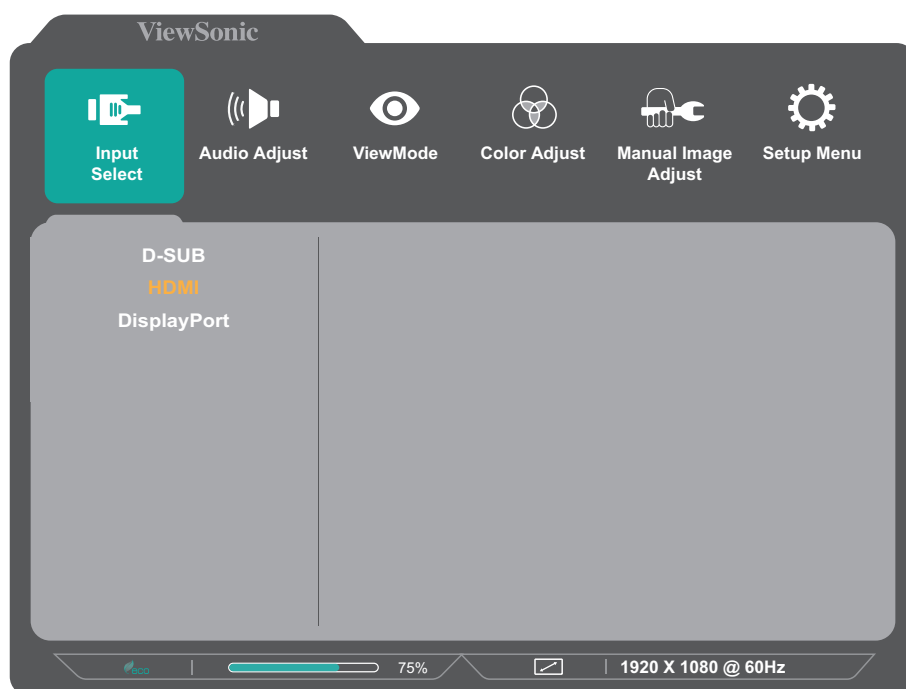 ViewSonic
Input
Select
Audio Adjust
ViewMode
Color Adjust
Manual Image
Adjust
Setup Menu
D-SUB
HDMI
DisplayPort
eco
75%
1920 X 1080 @ 60Hz